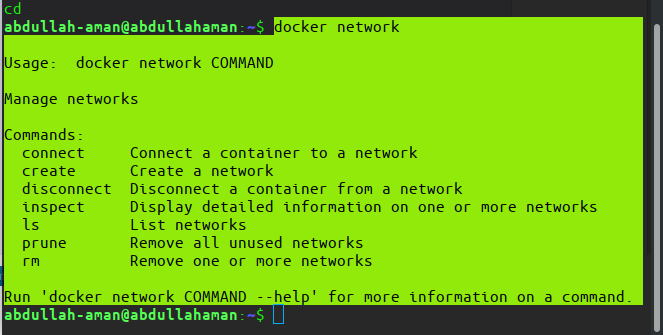 cd
abdullah-aman@abdullahaman:~$ docker network
Usage:  docker network COMMAND
Manage networks
Commands:
  connect     Connect a container to a network
  create      Create a network
  disconnect  Disconnect a container from a network
  inspect     Display detailed information on one or more networks
  ls          List networks
  prune       Remove all unused networks
  rm          Remove one or more networks
Run 'docker network COMMAND --help' for more information on a command.
abdullah-aman@abdullahaman:~$